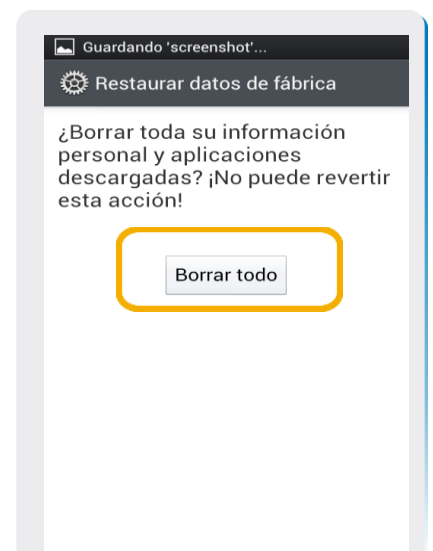 Guardando 'screenshot'...
Restaurar datos de fábrica
¿Borrar toda su información
personal y aplicaciones
descargadas? ¡No puede revertir
esta acción!
Borrar todo